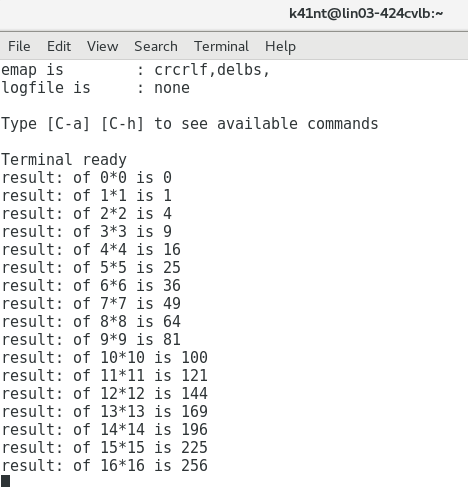 k41nt@lin03-424cvlb:~
File Edit View Search Terminal Help
emap is        : crcrlf,delbs,
logfile is     : none
Type [C-a] [C-h] to see available commands
Terminal ready
result: of 0*0 is 0
result: of 1*1 is 1
result: of 2*2 is 4
result: of 3*3 is 9
result: of 4*4 is 16
result: of 5*5 is 25
result: of 6*6 is 36
result: of 7*7 is 49
result: of 8*8 is 64
result: of 9*9 is 81
result: of 10*10 is 100
result: of 11*11 is 121
result: of 12*12 is 144
result: of 13*13 is 169
result: of 14*14 is 196
result: of 15*15 is 225
result: of 16*16 is 256